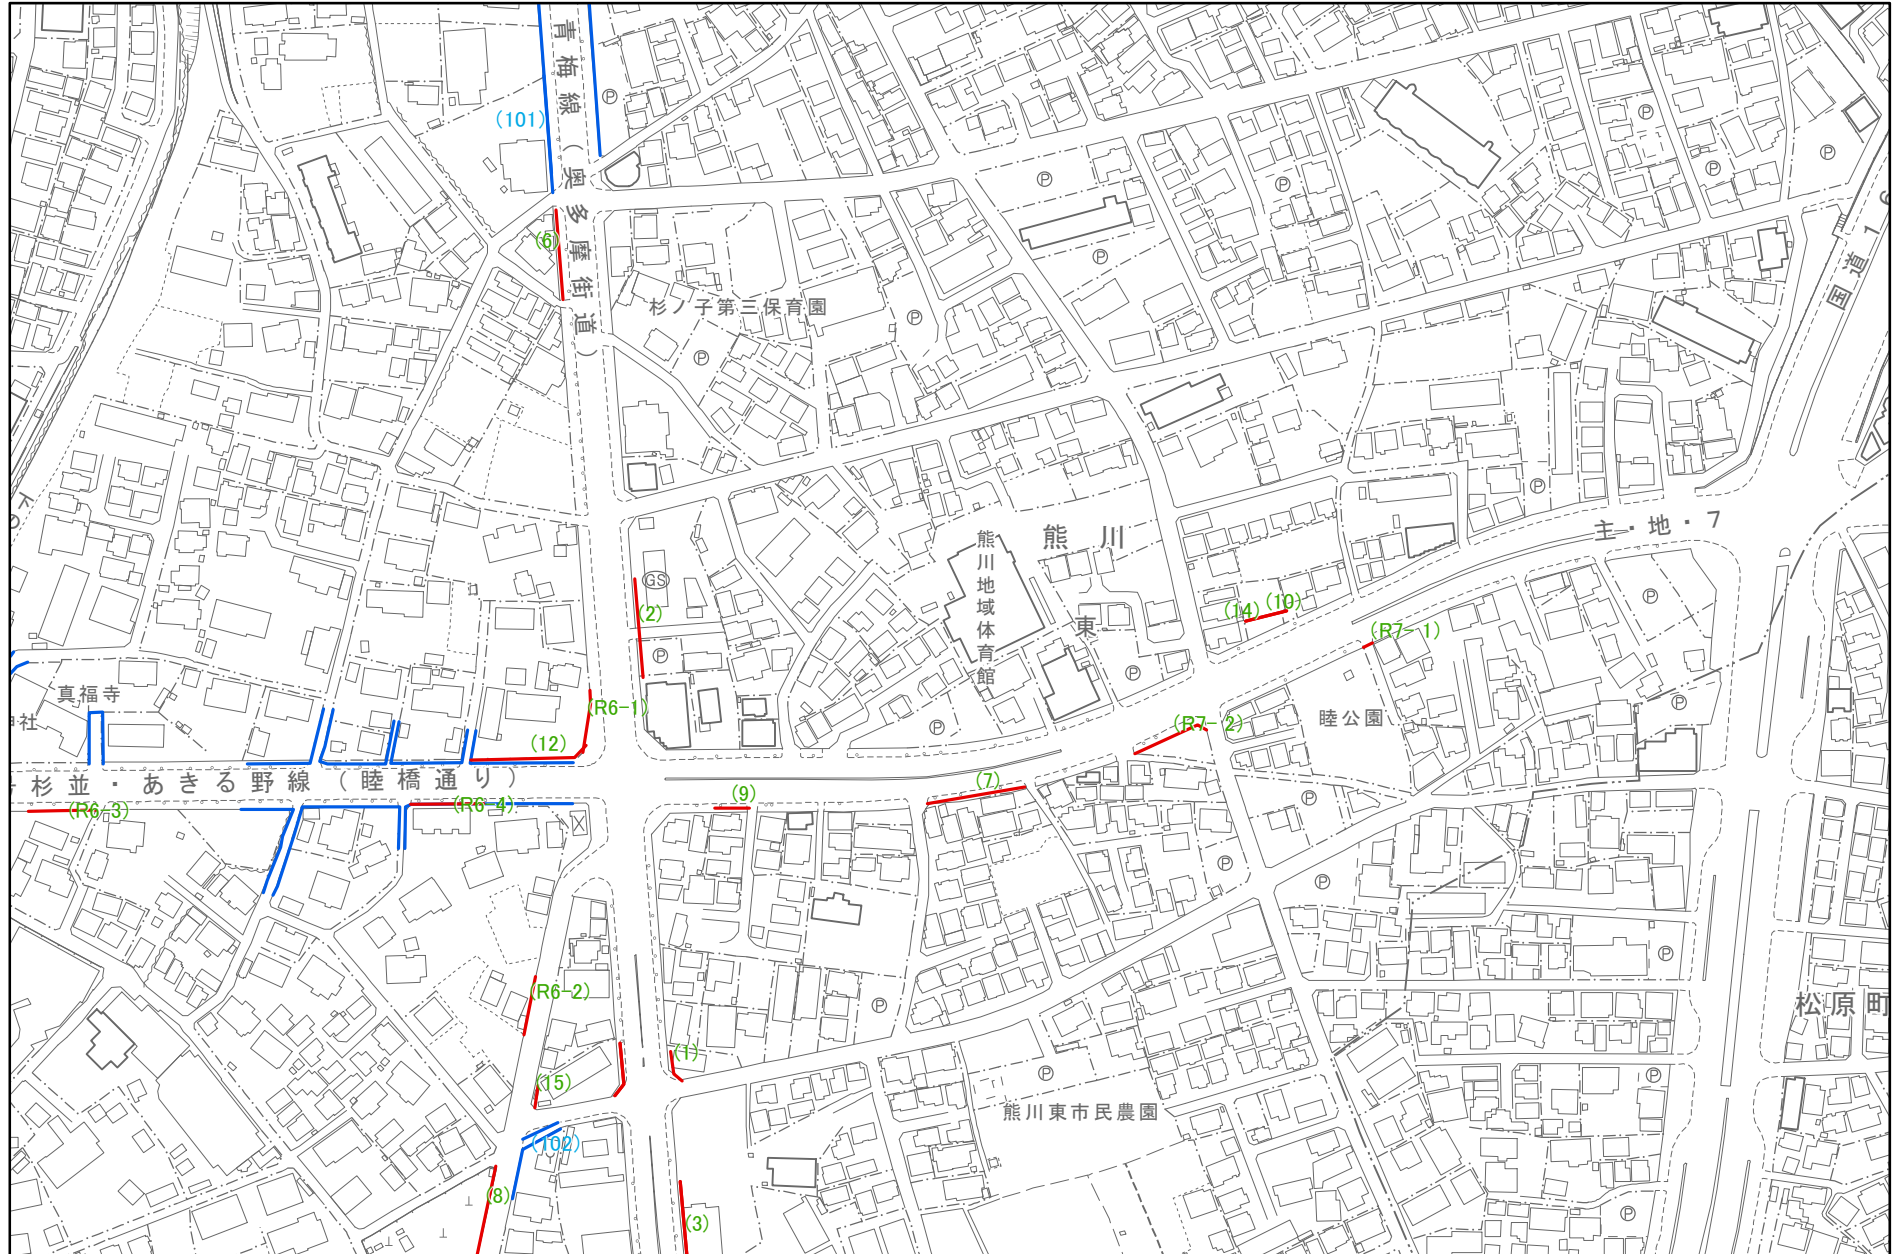 青梅線（奥多摩街道）
(101)
Ⓟ
Ⓟ
Ⓟ
Ⓟ
Ⓟ
Ⓟ
(6)
Ⓟ
国道16
杉ノ子第三保育園
Ⓟ
Ⓟ
Ⓟ
主・地・7
熊川
熊川地域体育館
GS
(2)
(14)
(10)
Ⓟ
東
(R7-1)
Ⓟ
Ⓟ
真福寺
神社
(R6-1)
睦公園
Ⓟ
(R7-2)
Ⓟ
(12)
杉並・あきる野線（睦橋通り）
(7)
(9)
Ⓟ
(R6-3)
(R6-4)
Ⓟ
Ⓟ
Ⓟ
(R6-2)
Ⓟ
松原町
(1)
Ⓟ
Ⓟ
(15)
熊川東市民農園
(102)
(8)
(3)
Ⓟ